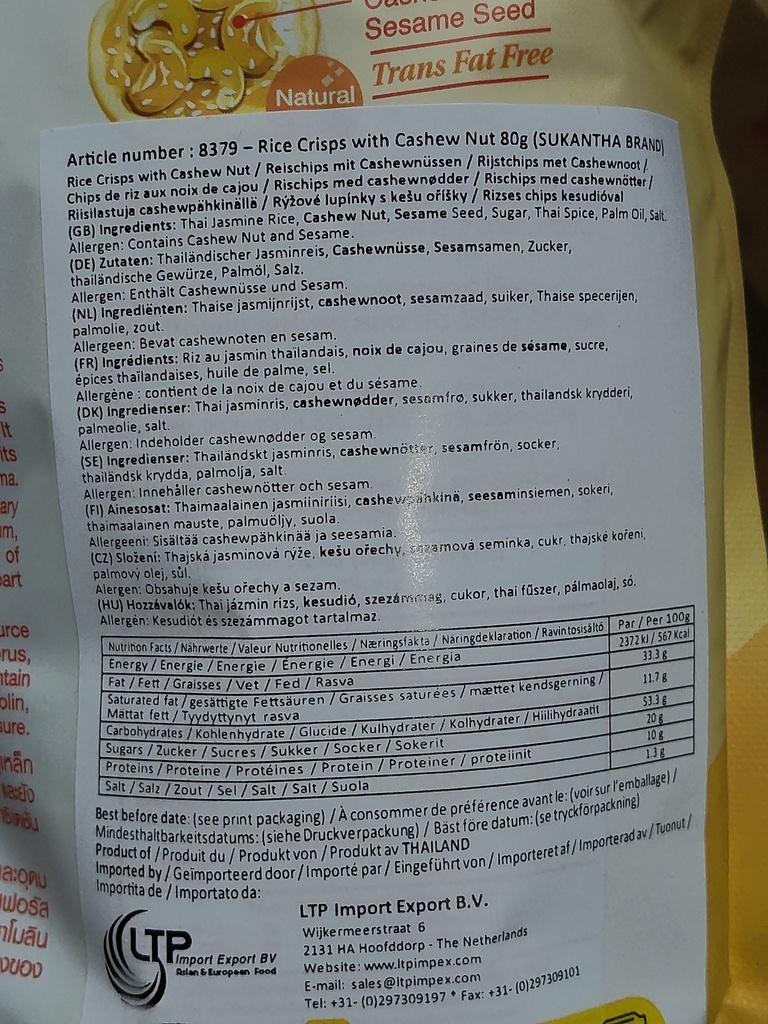 Sesame Seed
Trans Fat Free
Natural
Article number : 8379 – Rice Crisps with Cashew Nut 80g (SUKANTHA BRAND)
Rice Crisps with Cashew Nut / Reischips mit Cashewnüssen / Rijstchips met Cashewnoot /
Chips de riz aux noix de cajou / Rischips med cashewnødder / Rischips med cashewnötter /
Riisilastuja cashewpähkinällä / Rýžové lupínky s kešu oříšky / Rizses chips kesudióval
(GB) Ingredients: Thai Jasmine Rice, Cashew Nut, Sesame Seed, Sugar, Thai Spice, Palm Oil, Salt.
Allergen: Contains Cashew Nut and Sesame.
(DE) Zutaten: Thailändischer Jasminreis, Cashewnüsse, Sesamsamen, Zucker,
thailändische Gewürze, Palmöl, Salz.
Allergen: Enthält Cashewnüsse und Sesam.
(NL) Ingrediënten: Thaise jasmijnrijst, cashewnoot, sesamzaad, suiker, Thaise specerijen,
palmolie, zout.
Allergeen: Bevat cashewnoten en sesam.
(FR) Ingrédients: Riz au jasmin thaïlandais, noix de cajou, graines de sésame, sucre,
épices thaïlandaises, huile de palme, sel.
Allergène : contient de la noix de cajou et du sésame.
(DK) Ingredienser: Thai jasminris, cashewnødder, sesamfrø, sukker, thailandsk krydderi,
palmeolie, salt.
Allergen: Indeholder cashewnødder og sesam.
(SE) Ingredienser: Thailändskt jasminris, cashewnötter, sesamfrön, socker,
thailändsk krydda, palmolja, salt.
Allergen: Innehåller cashewnötter och sesam.
(FI) Ainesosat: Thaimaalainen jasmiiniriisi, cashewpähkinä, seesaminsiemen, sokeri,
thaimaalainen mauste, palmuöljy, suola.
Allergeeni: Sisältää cashewpähkinää ja seesamia.
(CZ) Složení: Thajská jasmínová rýže, kešu ořechy, sezamová semínka, cukr, thajské koření,
palmový olej, sůl.
Alergen: Obsahuje kešu ořechy a sezam.
(HU) Hozzávalók: Thai jázmin rizs, kesudió, szezámmag, cukor, thai fűszer, pálmaolaj, só.
Allergén: Kesudiót és szezámmagot tartalmaz.
Nutrition Facts / Nährwerte / Valeur Nutritionelles / Næringsfakta / Näringdeklaration / Ravintosisältö Par / Per 100g
Energy / Energie / Energie / Énergie / Energi / Energia 2372 kJ / 567 Kcal
Fat / Fett / Graisses / Vet / Fed / Rasva 33.3 g
Saturated fat / gesättigte Fettsäuren / Graisses saturées / mættet kendsgerning / 11.7 g
Mättat fett / Tyydyttynyt rasva
Carbohydrates / Kohlenhydrate / Glucide / Kulhydrater / Kolhydrater / Hiilihydraatit 53.3 g
Sugars / Zucker / Sucres / Sukker / Socker / Sokerit 20 g
Proteins / Proteine / Protéines / Protein / Proteiner / proteiinit 10 g
Salt / Salz / Zout / Sel / Salt / Salt / Suola 1.3 g
Best before date: (see print packaging) / À consommer de préférence avant le: (voir sur l'emballage) /
Mindesthaltbarkeitsdatums: (siehe Druckverpackung) / Bäst före datum: (se tryckförpackning)
Product of / Produit du / Produkt von / Produkt av THAILAND
Imported by / Geïmporteerd door / Importé par / Eingeführt von / Importeret af / Importerad av / Tuonut /
Importita de / Importato da:
LTP Import Export B.V.
Wijkermeerstraat 6
2131 HA Hoofddorp - The Netherlands
Website: www.ltpimpex.com
E-mail: sales@ltpimpex.com
Tel: +31- (0)297309197 * Fax: +31- (0)297309101
LTP Import Export BV
Asian & European Food